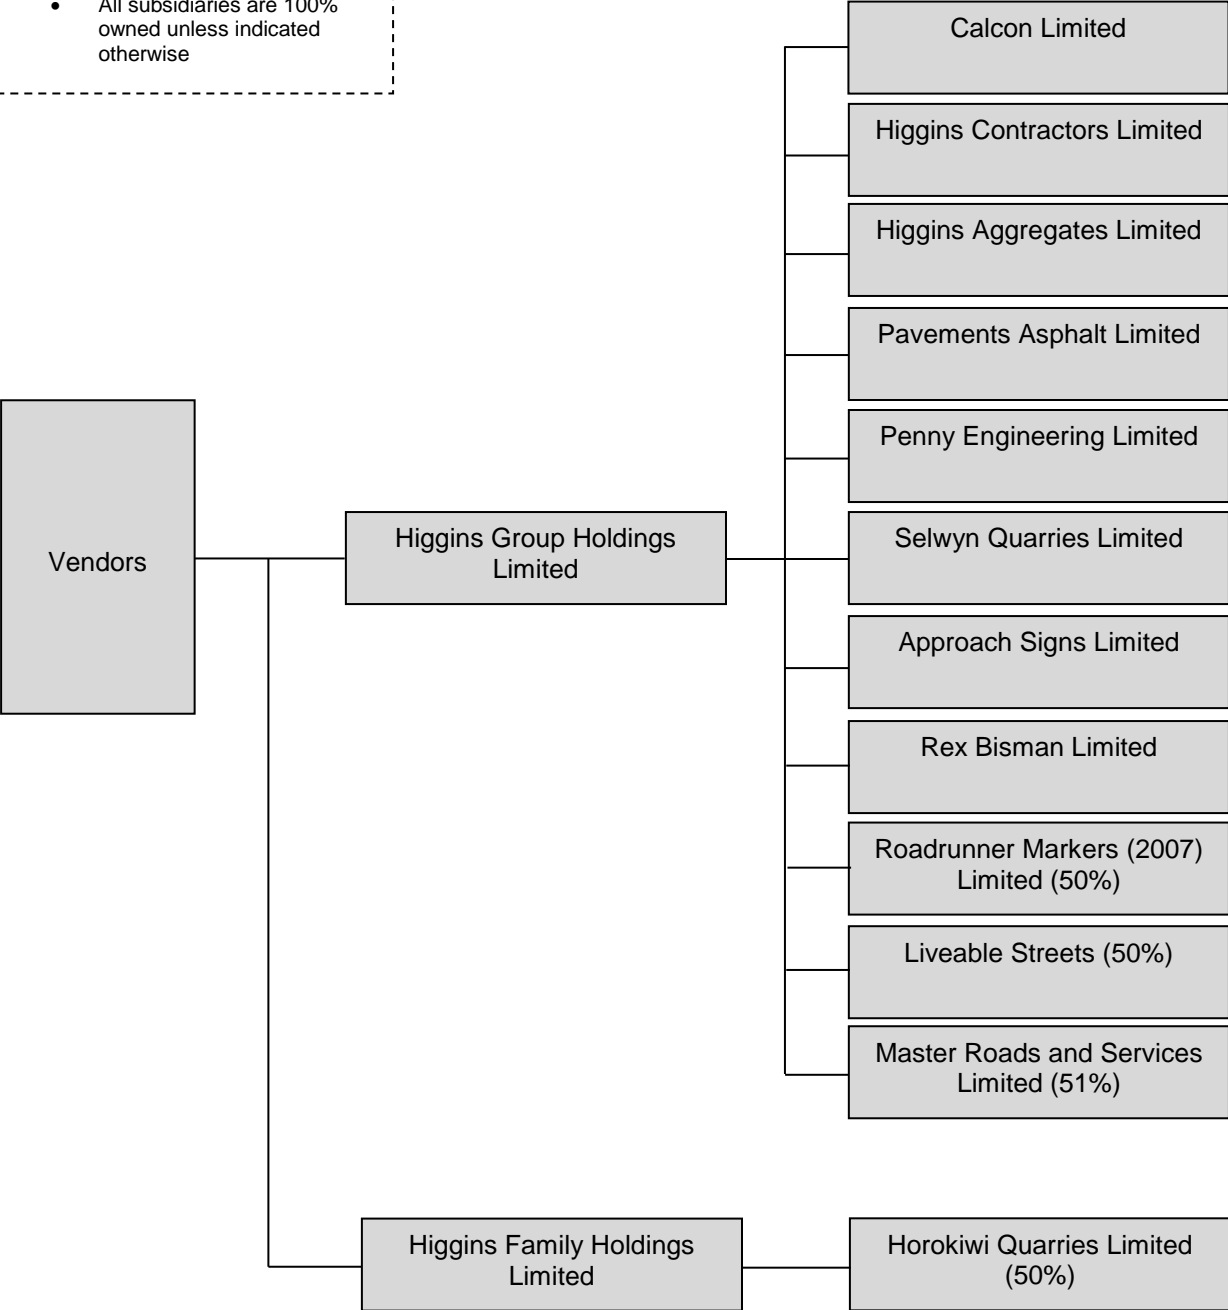 • All subsidiaries are 100%
owned unless indicated
otherwise
Calcon Limited
Higgins Contractors Limited
Higgins Aggregates Limited
Pavements Asphalt Limited
Penny Engineering Limited
Vendors
Higgins Group Holdings
Limited
Selwyn Quarries Limited
Approach Signs Limited
Rex Bisman Limited
Roadrunner Markers (2007)
Limited (50%)
Liveable Streets (50%)
Master Roads and Services
Limited (51%)
Higgins Family Holdings
Limited
Horokiwi Quarries Limited
(50%)